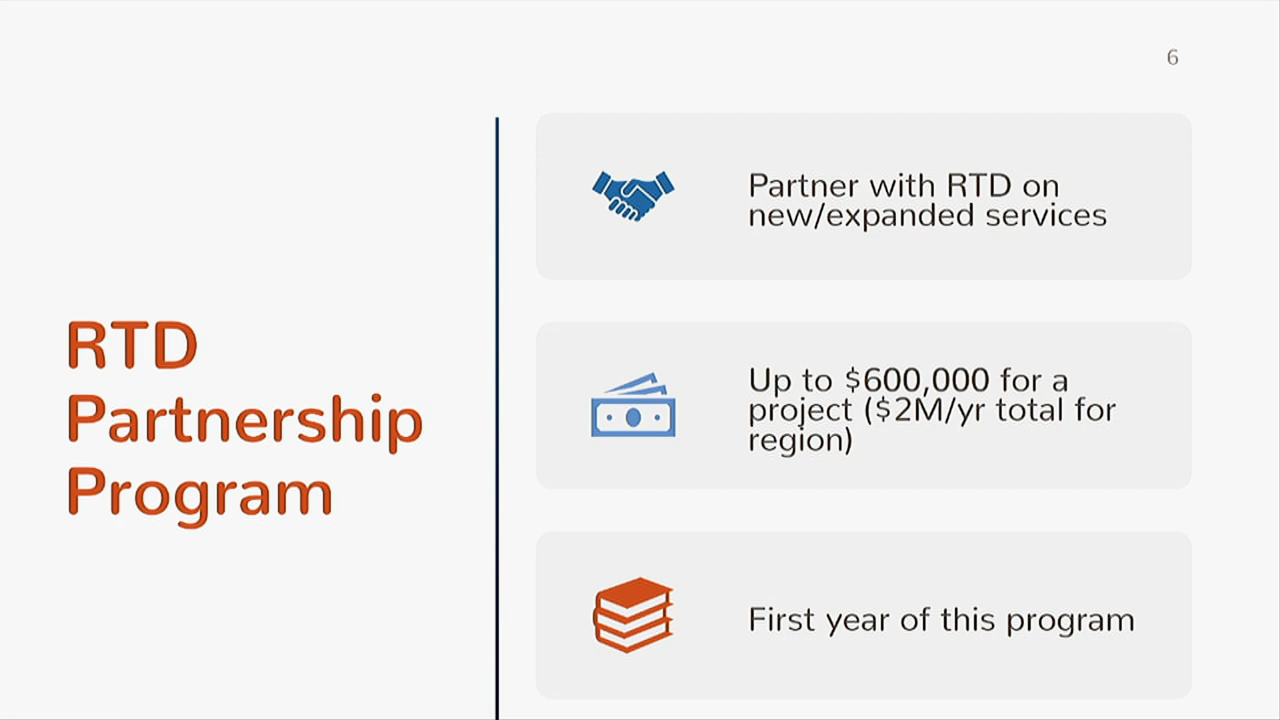 6
RTD
Partnership
Program
Partner with RTD on
new/expanded services
Up to $600,000 for a
project ($2M/yr total for
region)
First year of this program